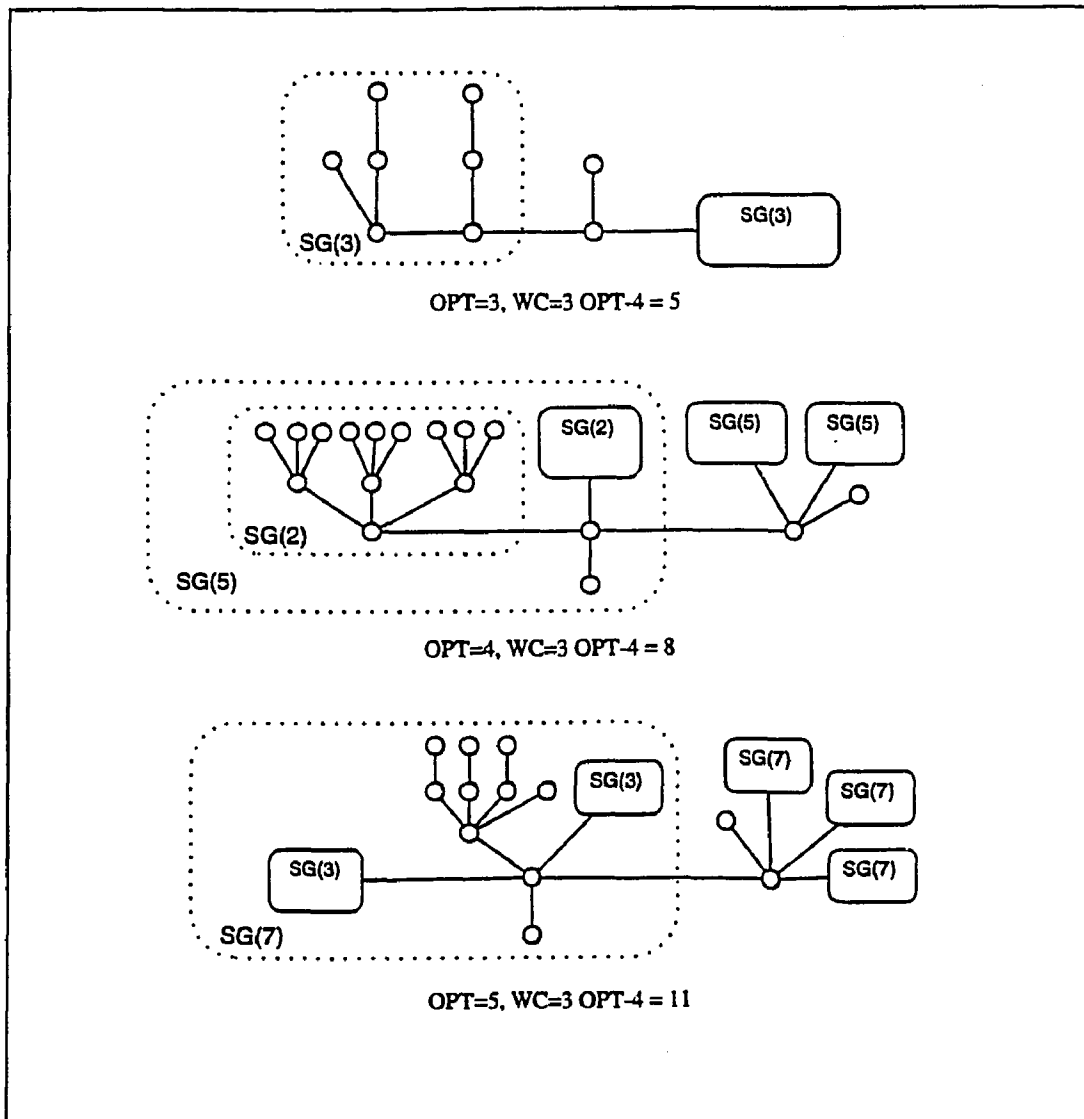 SG(3)
SG(3)
OPT=3, WC=3 OPT-4 = 5
SG(2)
SG(5)
SG(5)
SG(2)
SG(5)
OPT=4, WC=3 OPT-4 = 8
SG(7)
SG(3)
SG(7)
SG(3)
SG(7)
SG(7)
OPT=5, WC=3 OPT-4 = 11